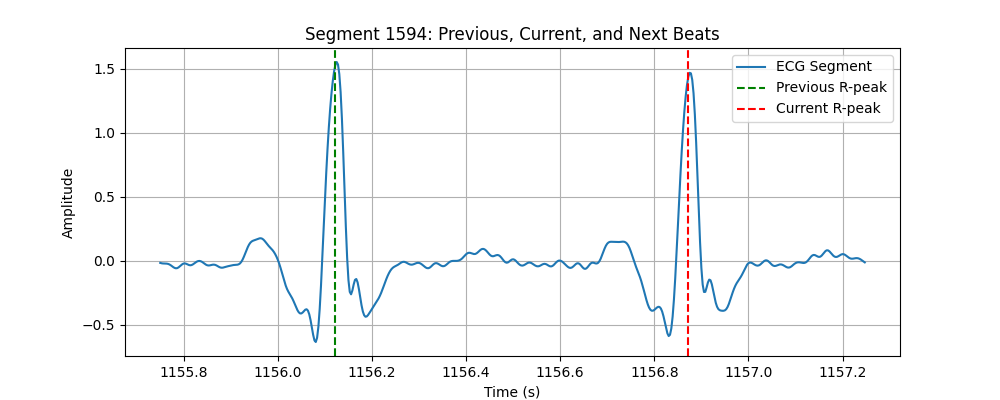 Segment 1594: Previous, Current, and Next Beats
ECG Segment
Previous R-peak
Current R-peak
1.5
1.0
0.5
0.0
−0.5
Amplitude
1155.8 1156.0 1156.2 1156.4 1156.6 1156.8 1157.0 1157.2
Time (s)